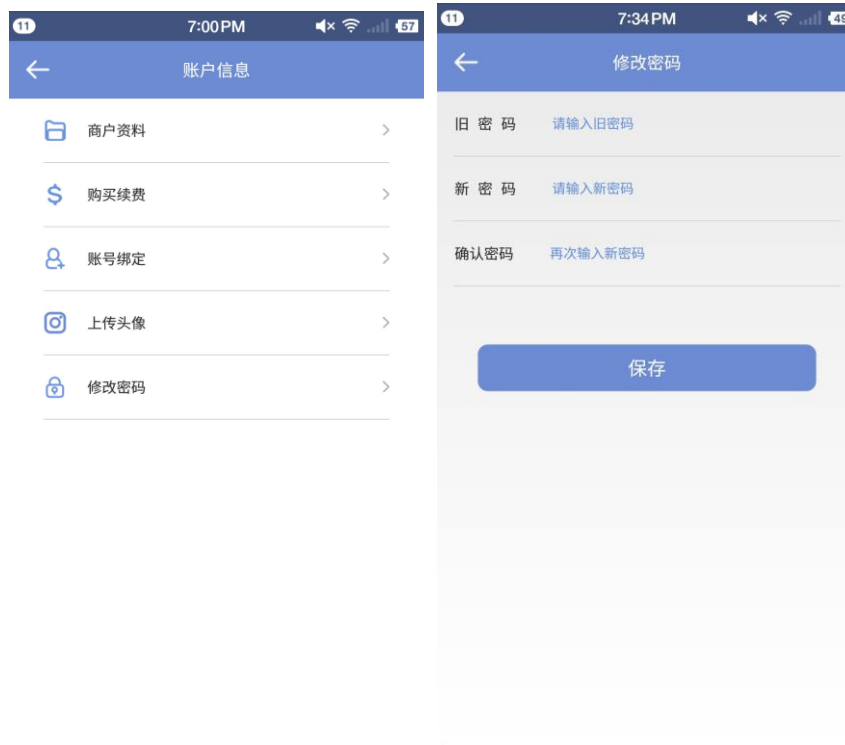 11 7:00PM 57
账户信息
商户资料
购买续费
账号绑定
上传头像
修改密码
11 7:34PM 49
修改密码
旧 密 码 请输入旧密码
新 密 码 请输入新密码
确认密码 再次输入新密码
保存